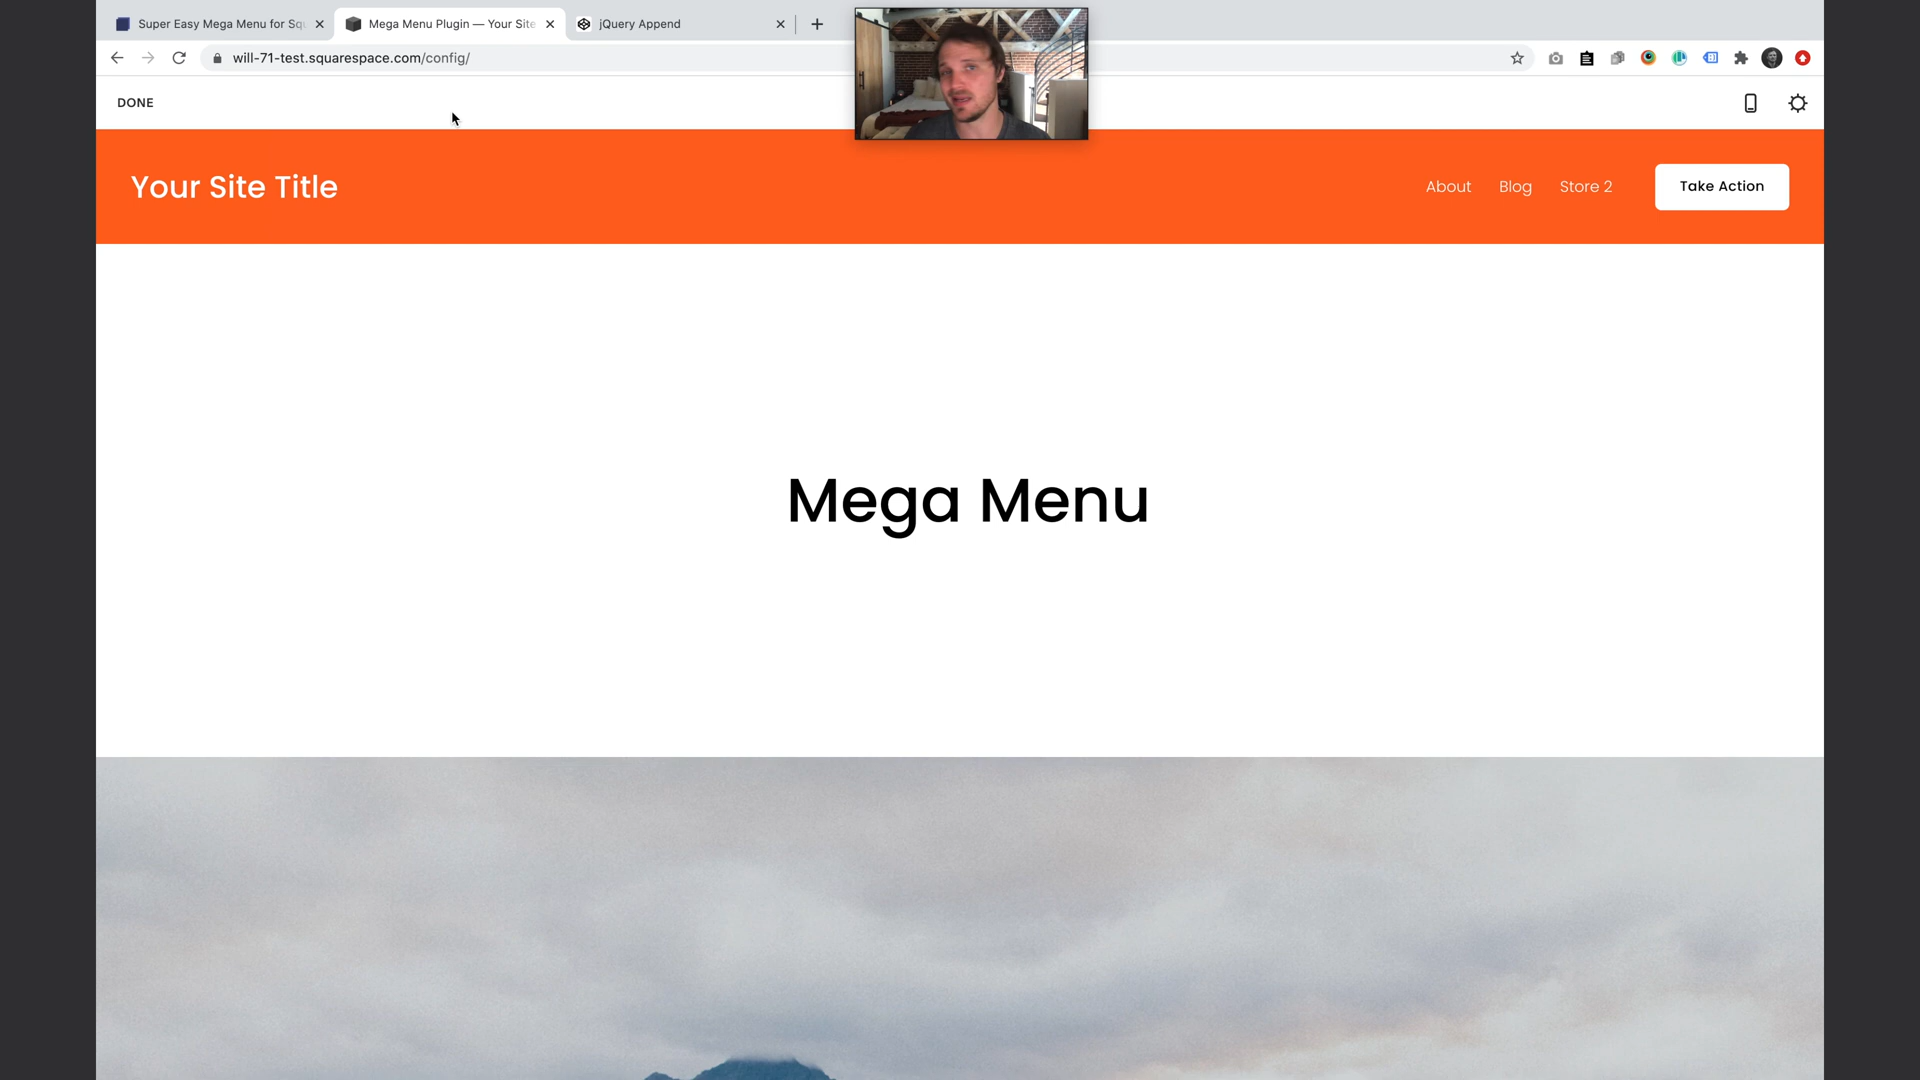 Super Easy Mega Menu for Squ
Mega Menu Plugin — Your Site
jQuery Append
will-71-test.squarespace.com/config/
DONE
Your Site Title
About
Blog
Store 2
Take Action
Mega Menu